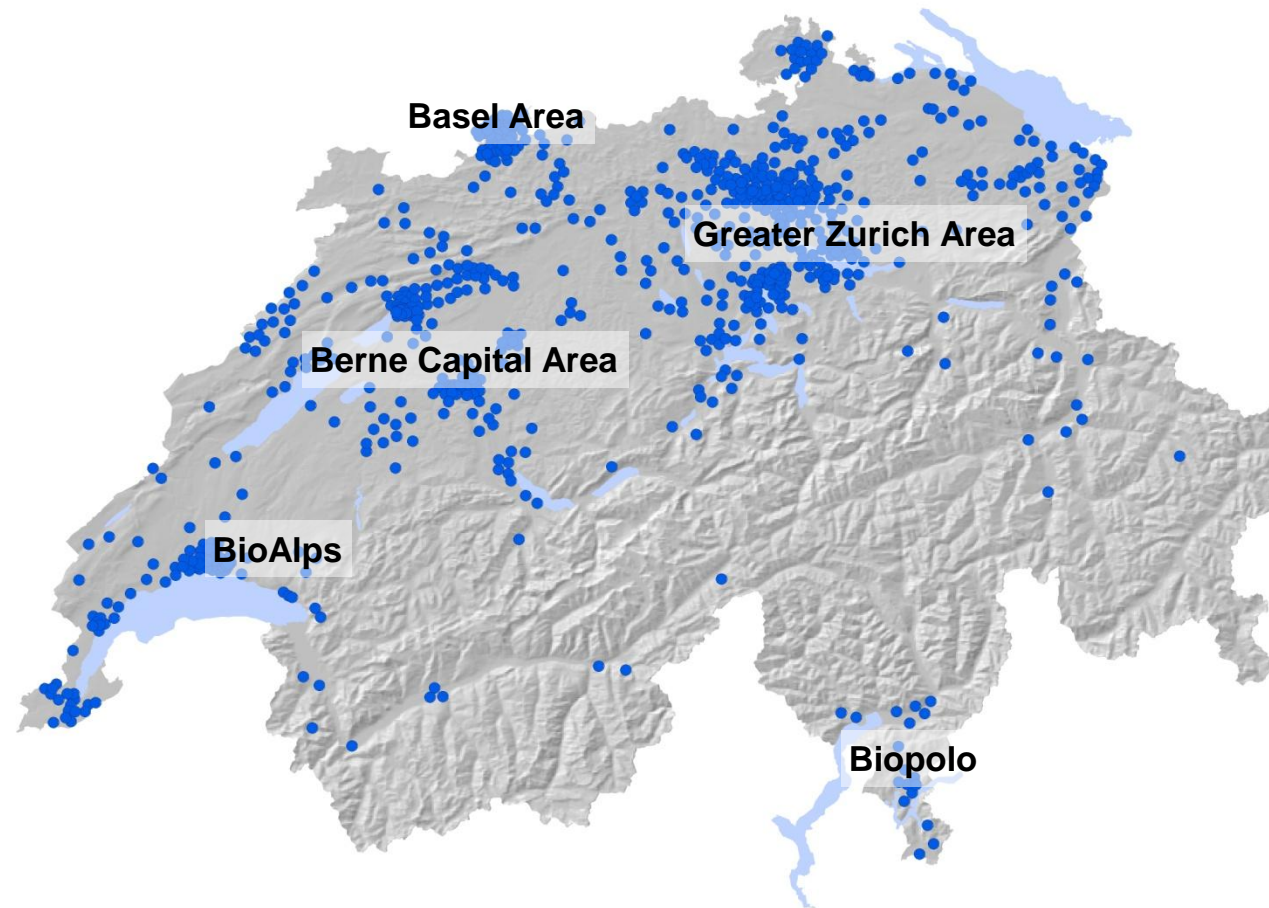 Basel Area
Greater Zurich Area
Berne Capital Area
BioAlps
Biopolo